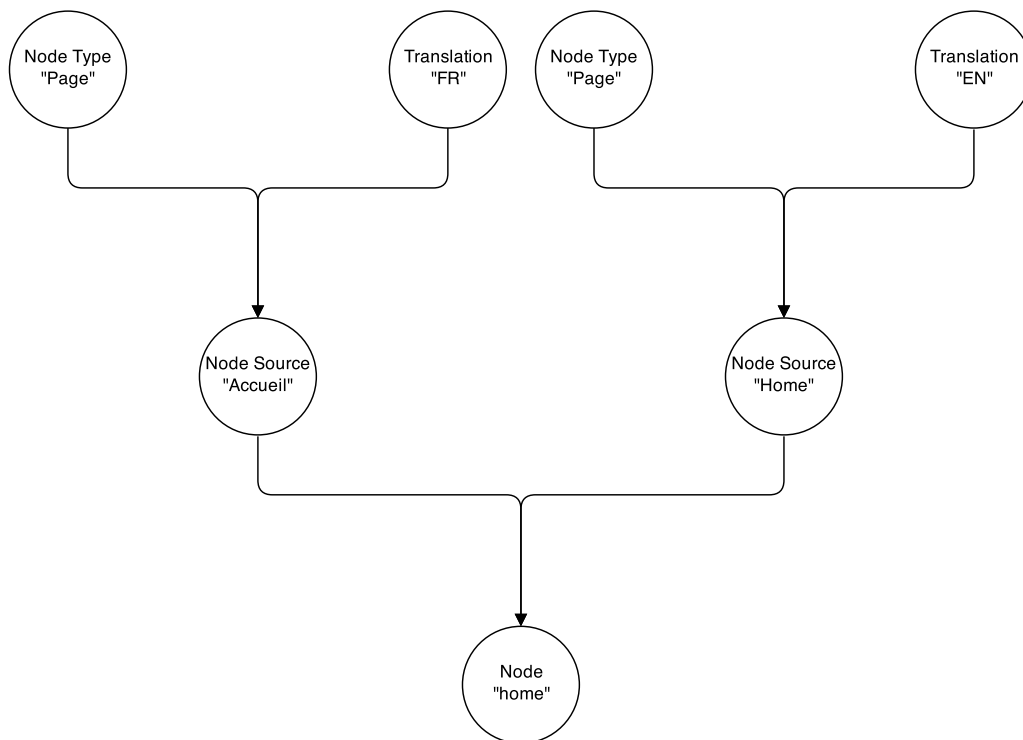 Node Type
"Page"
Translation
"FR"
Node Type
"Page"
Translation
"EN"
Node Source
"Accueil"
Node Source
"Home"
Node
"home"